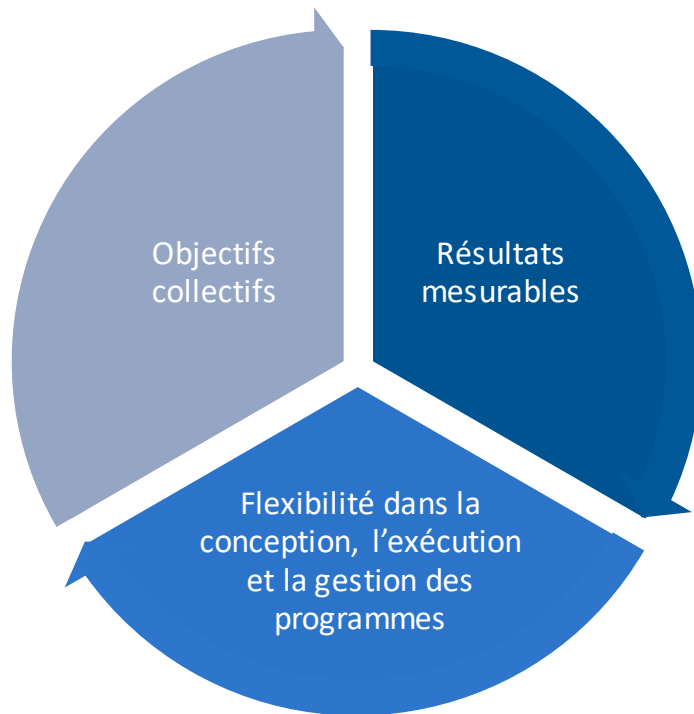 Objectifs
collectifs
Résultats
mesurables
Flexibilité dans la
conception, l’exécution
et la gestion des
programmes